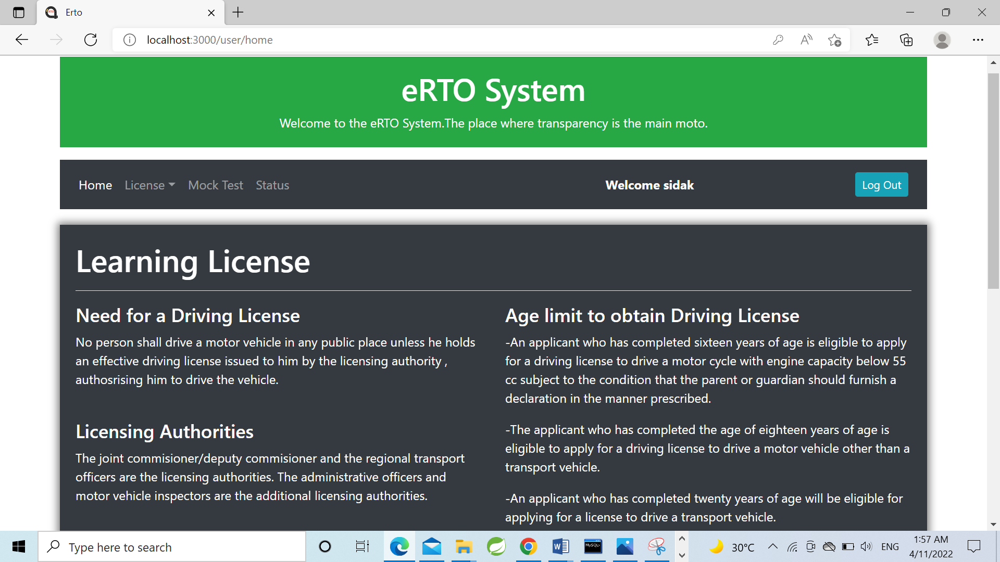 Erto
localhost:3000/user/home
eRTO System
Welcome to the eRTO System.The place where transparency is the main moto.
Home License Mock Test Status Welcome sidak Log Out
Learning License
Need for a Driving License
No person shall drive a motor vehicle in any public place unless he holds
an effective driving license issued to him by the licensing authority ,
authosrising him to drive the vehicle.
Licensing Authorities
The joint commisioner/deputy commisioner and the regional transport
officers are the licensing authorities. The administrative officers and
motor vehicle inspectors are the additional licensing authorities.
Age limit to obtain Driving License
-An applicant who has completed sixteen years of age is eligible to apply
for a driving license to drive a motor cycle with engine capacity below 55
cc subject to the condition that the parent or guardian should furnish a
declaration in the manner prescribed.
-The applicant who has completed the age of eighteen years of age is
eligible to apply for a driving license to drive a motor vehicle other than a
transport vehicle.
-An applicant who has completed twenty years of age will be eligible for
applying for a license to drive a transport vehicle.
Type here to search
MySQL
30°C
ENG
1:57 AM
4/11/2022